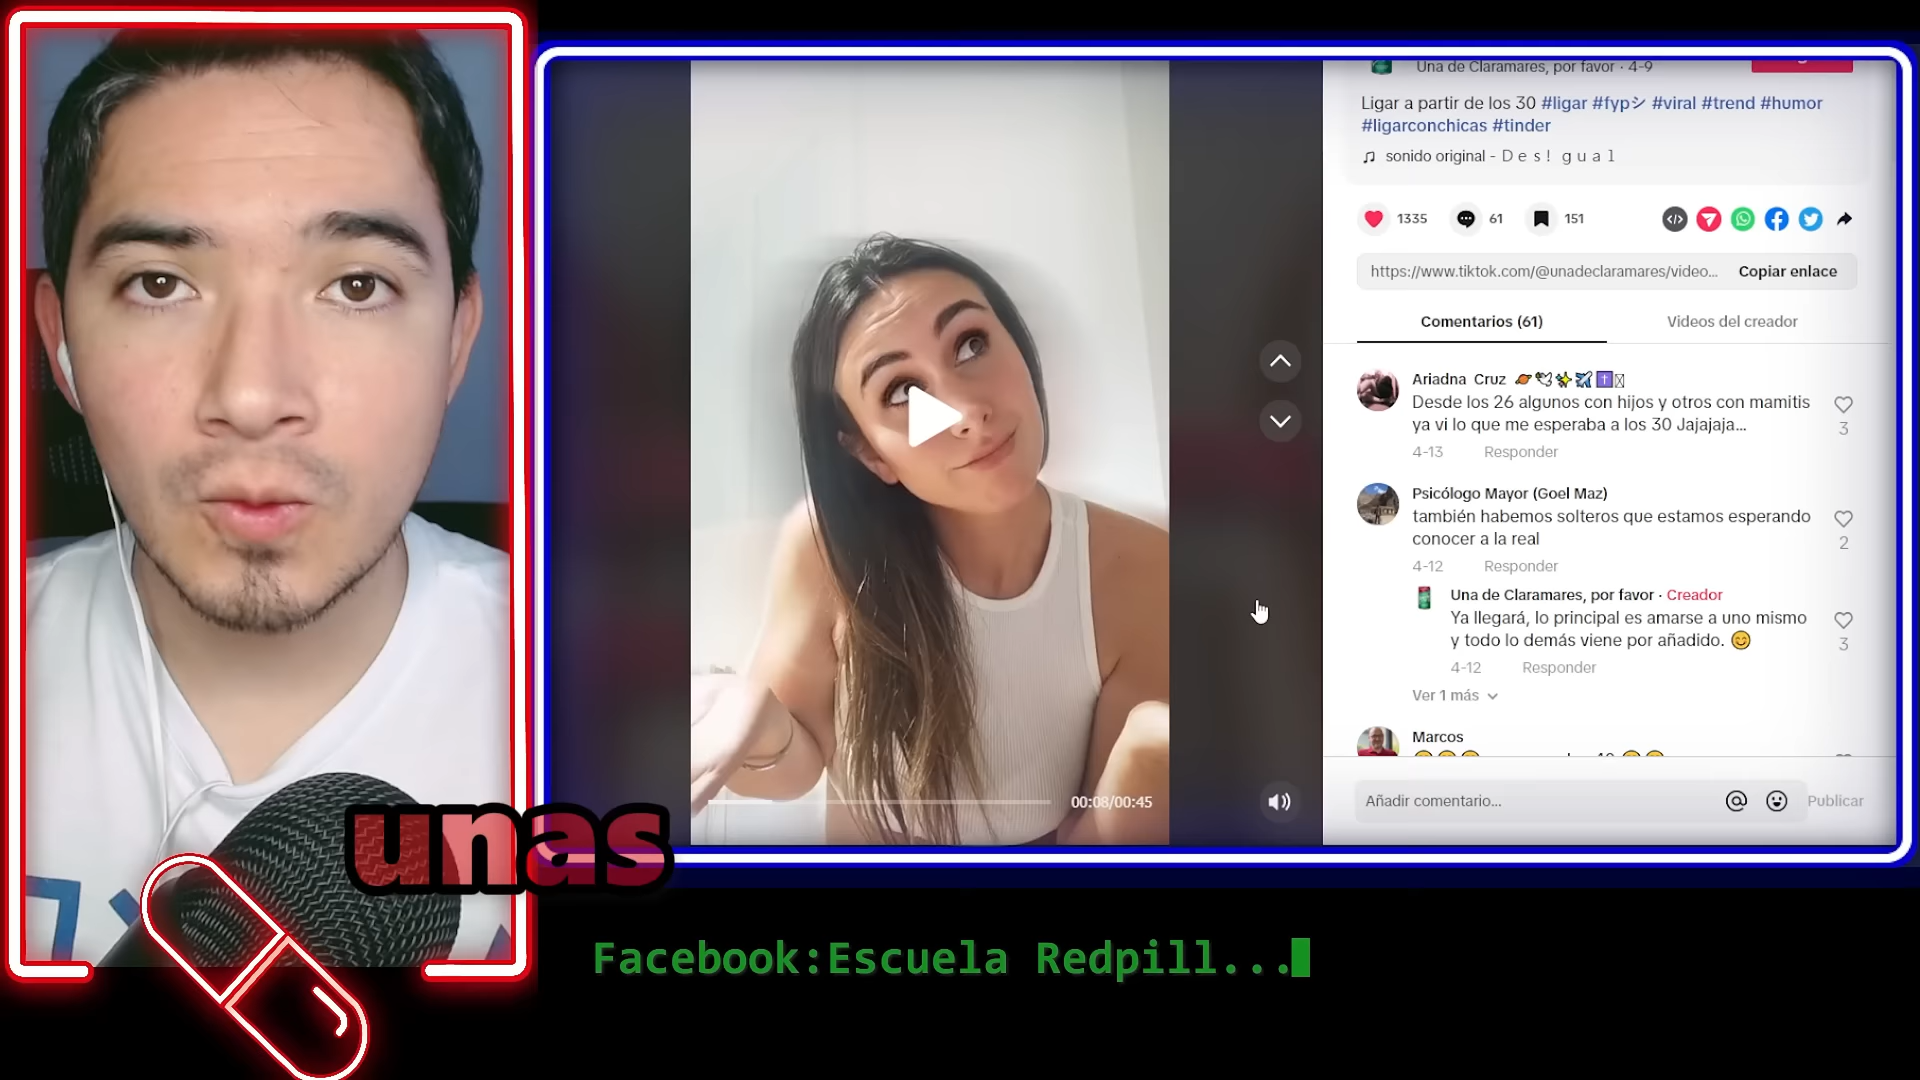 Una de Claramares, por favor · 4-9
Ligar a partir de los 30 #ligar #fypシ #viral #trend #humor
#ligarconchicas #tinder
sonido original - D e s ! g u a l
1335
61
151
https://www.tiktok.com/@unadeclaramares/video...
Copiar enlace
Comentarios (61)
Videos del creador
Ariadna Cruz
Desde los 26 algunos con hijos y otros con mamitis
ya vi lo que me esperaba a los 30 Jajajaja...
3
4-13
Responder
Psicólogo Mayor (Goel Maz)
también habemos solteros que estamos esperando
conocer a la real
2
4-12
Responder
Una de Claramares, por favor · Creador
Ya llegará, lo principal es amarse a uno mismo
y todo lo demás viene por añadido. 😊
3
4-12
Responder
Ver 1 más
Marcos
00:08/00:45
Añadir comentario...
Publicar
unas
Facebook:Escuela Redpill...